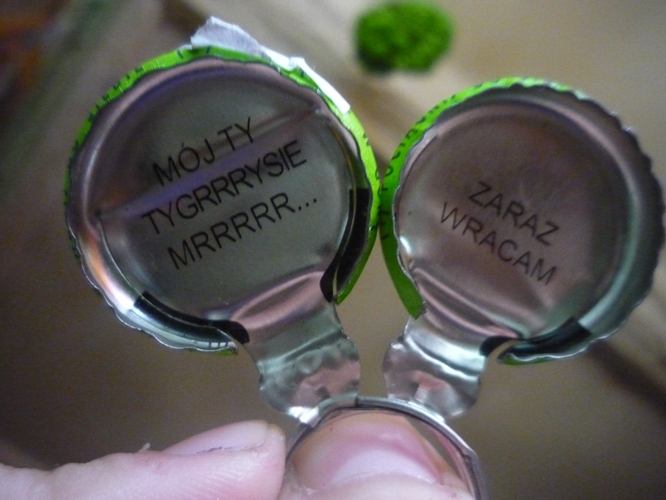 MÓJ TY
TYGRRRYSIE
MRRRRR...
ZARAZ
WRACAM